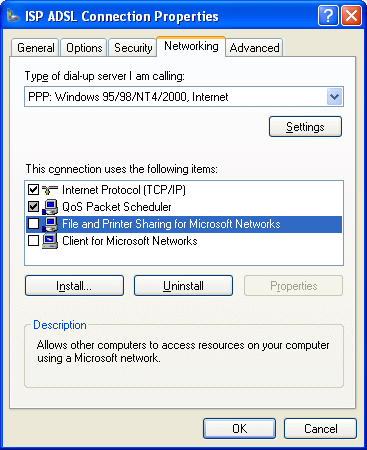 ISP ADSL Connection Properties
General Options Security Networking Advanced
Type of dial-up server I am calling:
PPP: Windows 95/98/NT4/2000, Internet
Settings
This connection uses the following items:
Internet Protocol (TCP/IP)
QoS Packet Scheduler
File and Printer Sharing for Microsoft Networks
Client for Microsoft Networks
Install... Uninstall Properties
Description
Allows other computers to access resources on your computer
using a Microsoft network.
OK Cancel